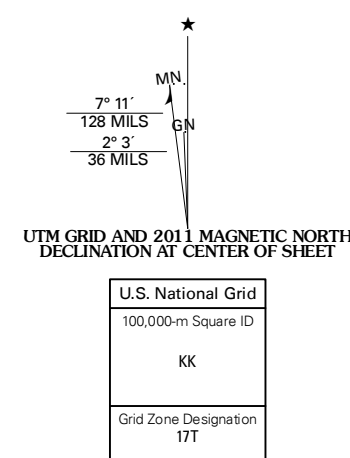 ★
MN.
GN
7° 11´
128 MILS
2° 3´
36 MILS
UTM GRID AND 2011 MAGNETIC NORTH
DECLINATION AT CENTER OF SHEET
U.S. National Grid
100,000-m Square ID
KK
Grid Zone Designation
17T